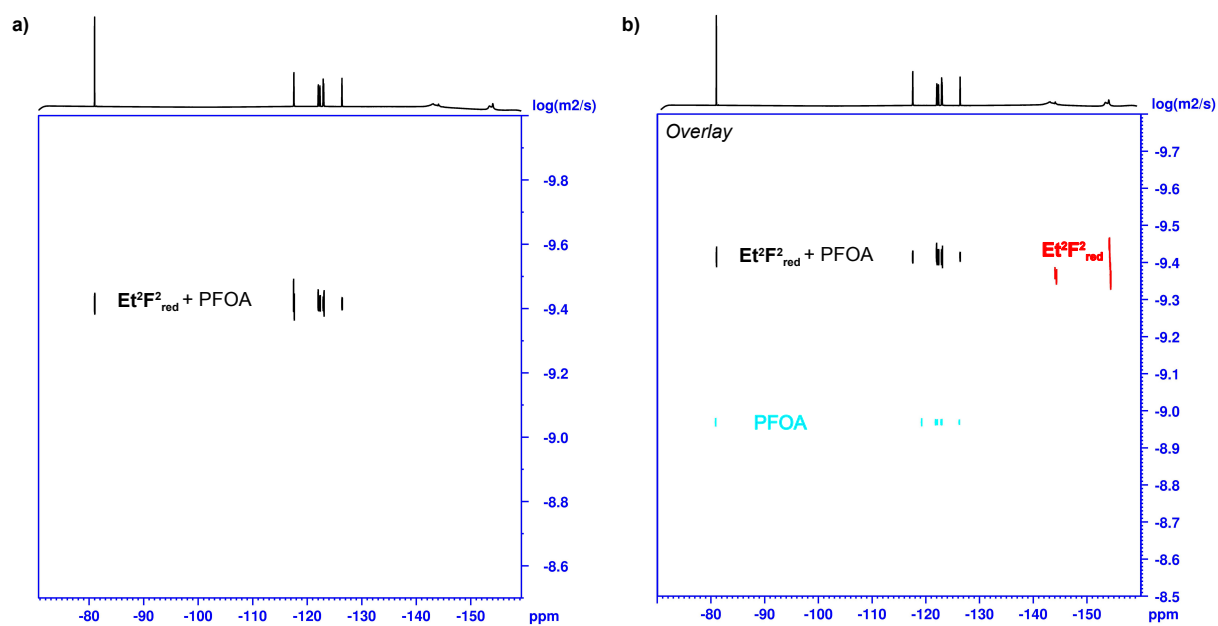 a)
log(m2/s)
-9.8
-9.6
Et²F²red + PFOA
-9.4
-9.2
-9.0
-8.8
-8.6
-80 -90 -100 -110 -120 -130 -140 -150 ppm
b)
log(m2/s)
Overlay
-9.7
-9.6
-9.5
Et²F²red + PFOA
Et²F²red
-9.4
-9.3
-9.2
-9.1
-9.0
PFOA
-8.9
-8.8
-8.7
-8.6
-8.5
-80 -90 -100 -110 -120 -130 -140 -150 ppm